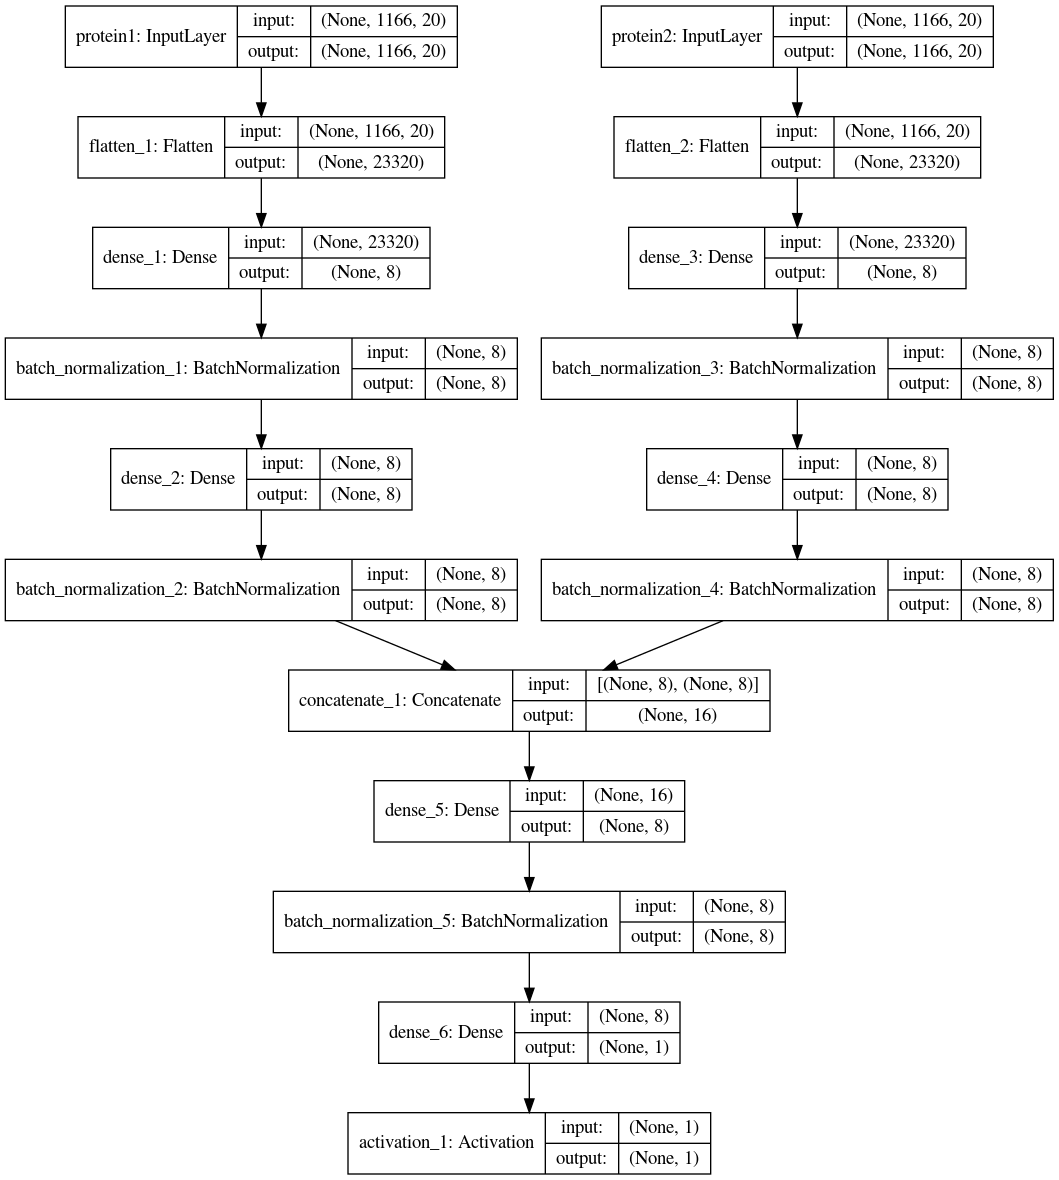 protein1: InputLayer input: (None, 1166, 20)
output: (None, 1166, 20)
protein2: InputLayer input: (None, 1166, 20)
output: (None, 1166, 20)
flatten_1: Flatten input: (None, 1166, 20)
output: (None, 23320)
flatten_2: Flatten input: (None, 1166, 20)
output: (None, 23320)
dense_1: Dense input: (None, 23320)
output: (None, 8)
dense_3: Dense input: (None, 23320)
output: (None, 8)
batch_normalization_1: BatchNormalization input: (None, 8)
output: (None, 8)
batch_normalization_3: BatchNormalization input: (None, 8)
output: (None, 8)
dense_2: Dense input: (None, 8)
output: (None, 8)
dense_4: Dense input: (None, 8)
output: (None, 8)
batch_normalization_2: BatchNormalization input: (None, 8)
output: (None, 8)
batch_normalization_4: BatchNormalization input: (None, 8)
output: (None, 8)
concatenate_1: Concatenate input: [(None, 8), (None, 8)]
output: (None, 16)
dense_5: Dense input: (None, 16)
output: (None, 8)
batch_normalization_5: BatchNormalization input: (None, 8)
output: (None, 8)
dense_6: Dense input: (None, 8)
output: (None, 1)
activation_1: Activation input: (None, 1)
output: (None, 1)